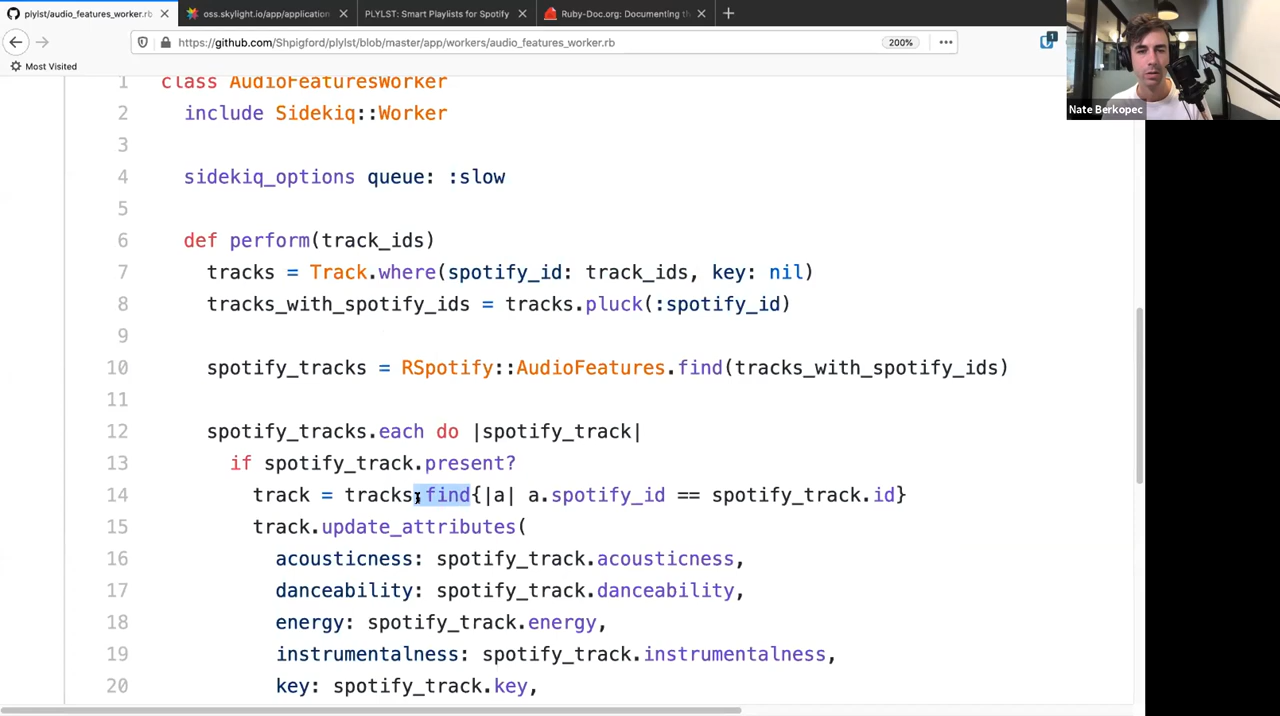 plylst/audio_features_worker.rb
oss.skylight.io/app/application
PLYLST: Smart Playlists for Spotify
Ruby-Doc.org: Documenting th
https://github.com/Shpigford/plylst/blob/master/app/workers/audio_features_worker.rb
200%
1
Most Visited
Nate Berkopec
1 class AudioFeaturesWorker
2 include Sidekiq::Worker
3
4 sidekiq_options queue: :slow
5
6 def perform(track_ids)
7 tracks = Track.where(spotify_id: track_ids, key: nil)
8 tracks_with_spotify_ids = tracks.pluck(:spotify_id)
9
10 spotify_tracks = RSpotify::AudioFeatures.find(tracks_with_spotify_ids)
11
12 spotify_tracks.each do |spotify_track|
13 if spotify_track.present?
14 track = tracks.find{|a| a.spotify_id == spotify_track.id}
15 track.update_attributes(
16 acousticness: spotify_track.acousticness,
17 danceability: spotify_track.danceability,
18 energy: spotify_track.energy,
19 instrumentalness: spotify_track.instrumentalness,
20 key: spotify_track.key,